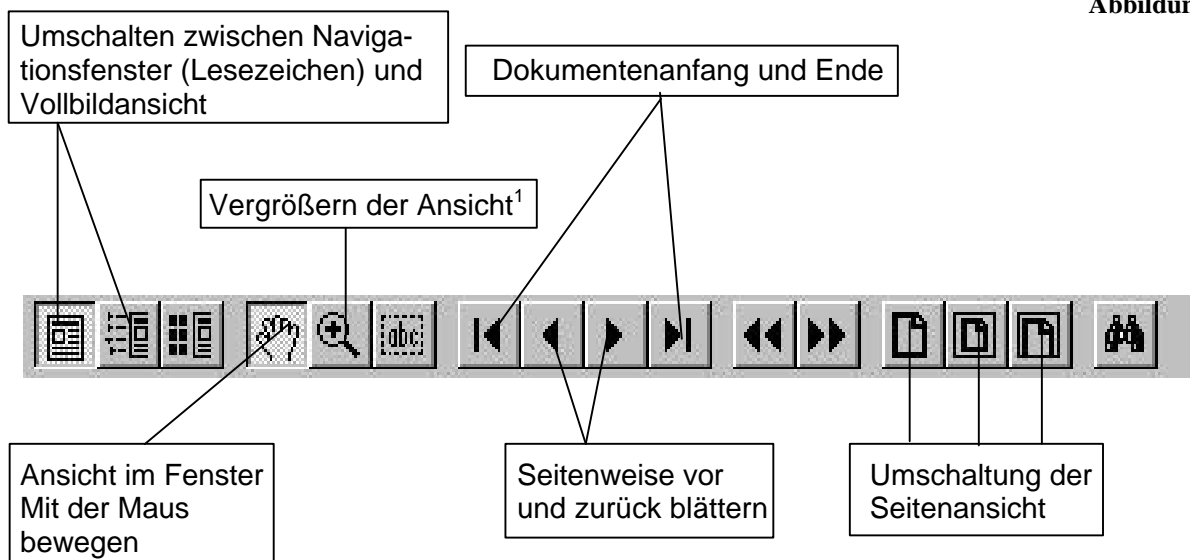 Abbildun
Umschalten zwischen Naviga-
tionsfenster (Lesezeichen) und
Vollbildansicht
Dokumentenanfang und Ende
Vergrößern der Ansicht¹
abc
Ansicht im Fenster
Mit der Maus
bewegen
Seitenweise vor
und zurück blättern
Umschaltung der
Seitenansicht